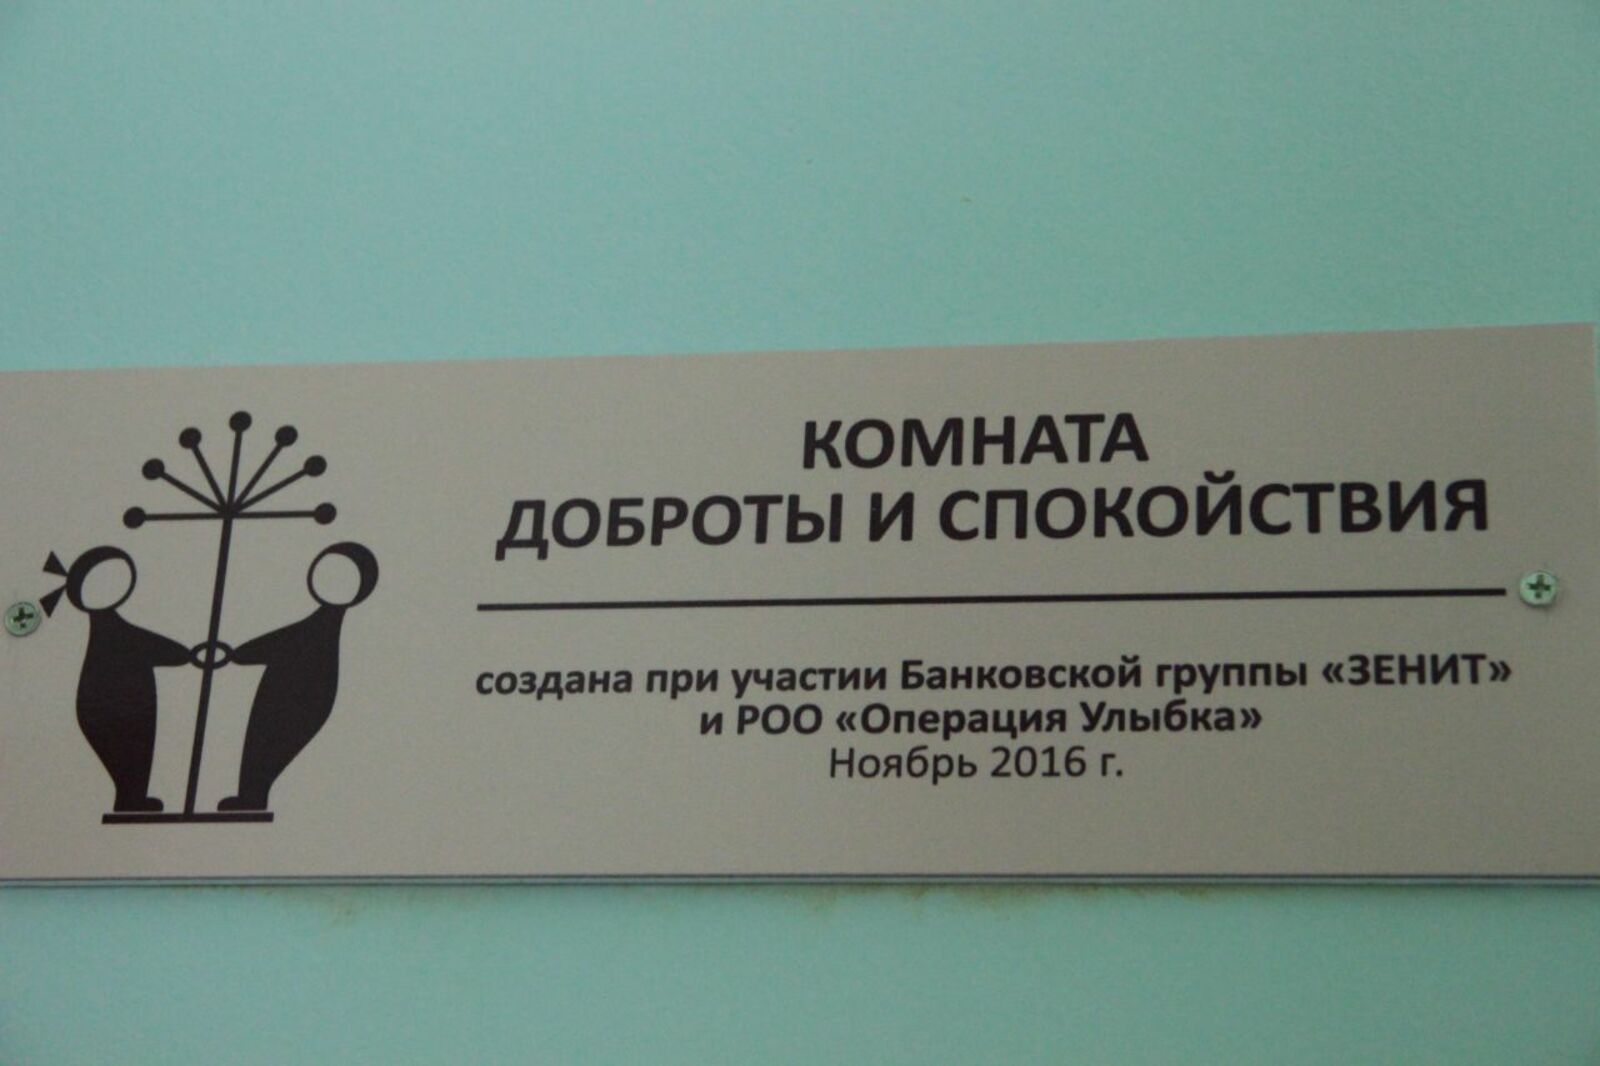 КОМНАТА
ДОБРОТЫ И СПОКОЙСТВИЯ
создана при участии Банковской группы «ЗЕНИТ»
и РОО «Операция Улыбка»
Ноябрь 2016 г.